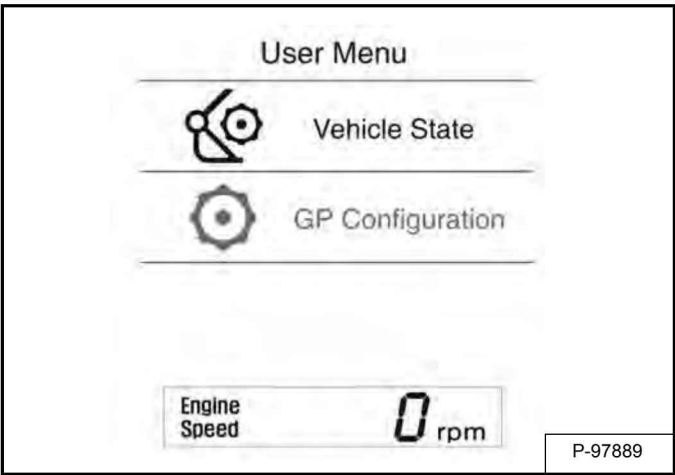 User Menu
Vehicle State
GP Configuration
Engine
Speed
0 rpm
P-97889